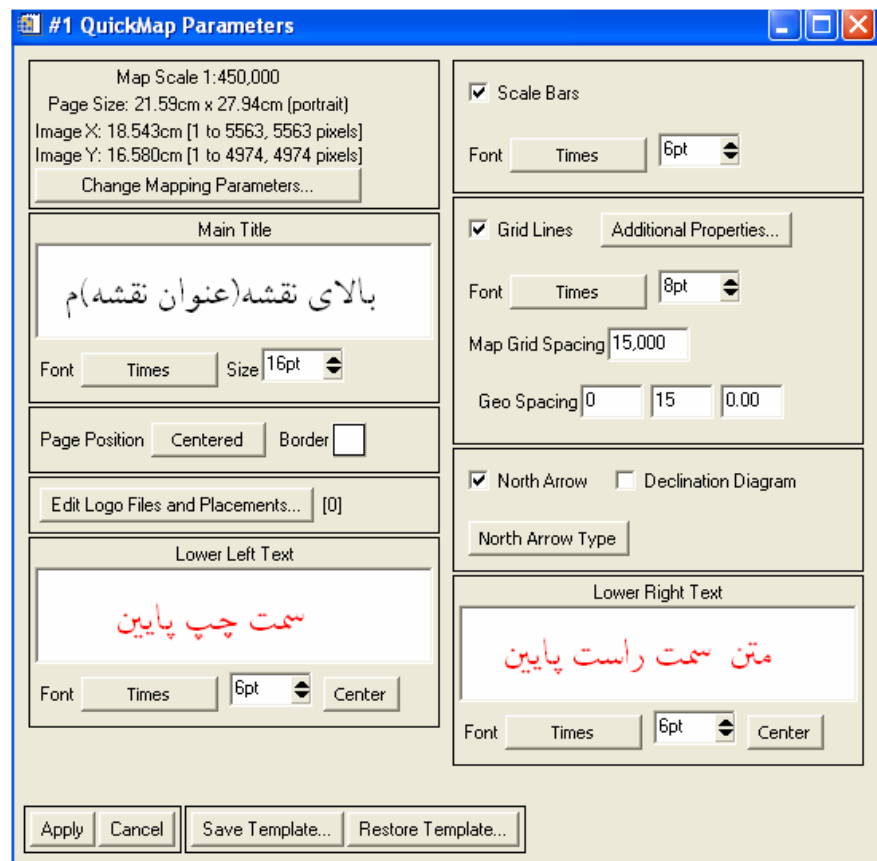 #1 QuickMap Parameters
Map Scale 1:450,000
Page Size: 21.59cm x 27.94cm (portrait)
Image X: 18.543cm [1 to 5563, 5563 pixels]
Image Y: 16.580cm [1 to 4974, 4974 pixels]
Change Mapping Parameters...
Main Title
بالای نقشه(عنوان نقشه)م
Font Times Size 16pt
Page Position Centered Border
Edit Logo Files and Placements... [0]
Lower Left Text
سمت چپ پایین
Font Times 6pt Center
Scale Bars
Font Times 6pt
Grid Lines Additional Properties...
Font Times 8pt
Map Grid Spacing 15,000
Geo Spacing 0 15 0.00
North Arrow Declination Diagram
North Arrow Type
Lower Right Text
متن سمت راست پایین
Font Times 6pt Center
Apply Cancel Save Template... Restore Template...